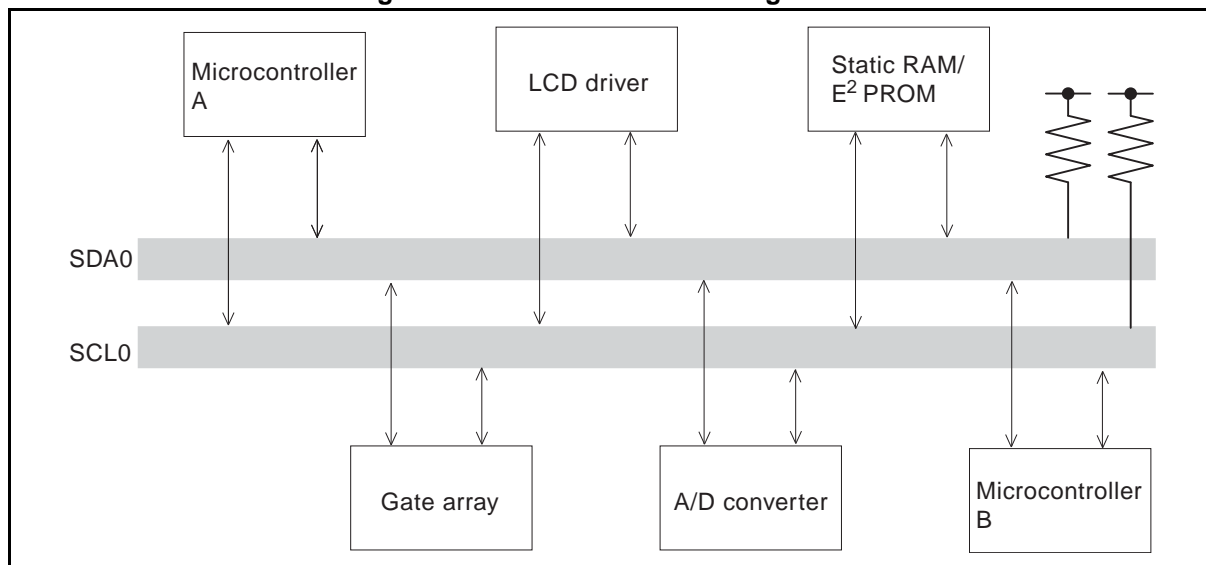 Microcontroller
A
LCD driver
Static RAM/
E² PROM
SDA0
SCL0
Gate array
A/D converter
Microcontroller
B